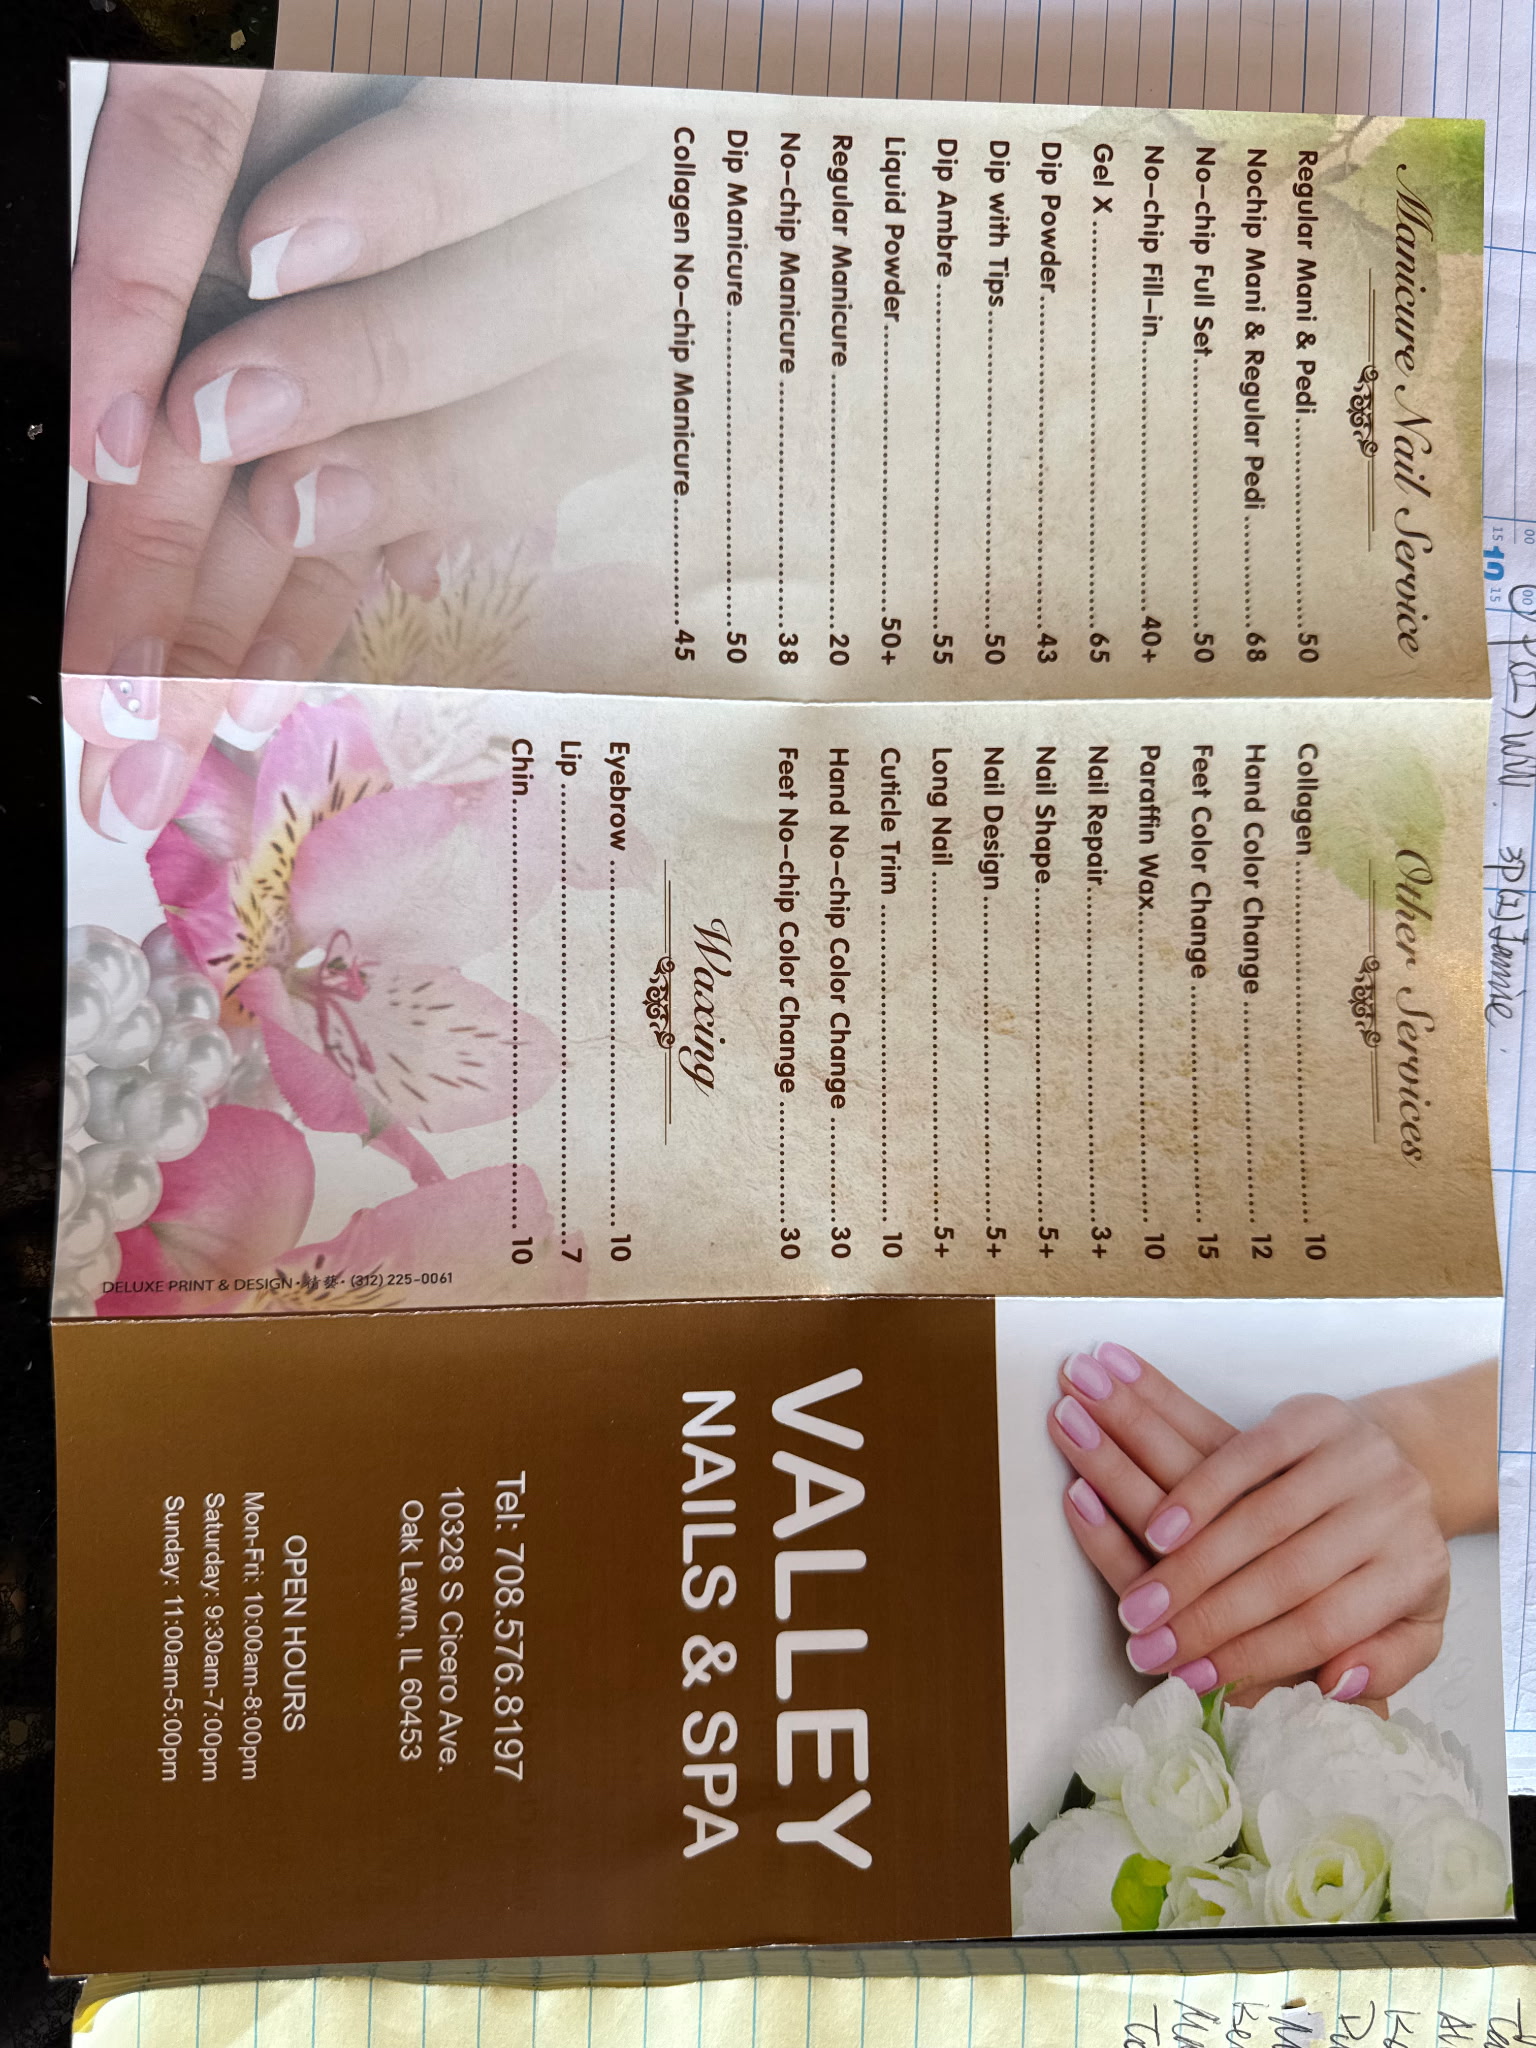 P(I) Will. 3P(I) Jamie
00
00
15
12
15
Manicure Nail Service
Regular Mani & Pedi..........................50
Nochip Mani & Regular Pedi.............68
No-chip Full Set.................................50
No-chip Fill-in.................................40+
Gel X.................................................65
Dip Powder........................................43
Dip with Tips......................................50
Dip Ambre.........................................55
Liquid Powder..................................50+
Regular Manicure..............................20
No-chip Manicure..............................38
Dip Manicure......................................50
Collagen No-chip Manicure...............45
Other Services
Collagen........................................... 10
Hand Color Change.......................... 12
Feet Color Change............................ 15
Paraffin Wax..................................... 10
Nail Repair........................................3+
Nail Shape........................................5+
Nail Design.......................................5+
Long Nail..........................................5+
Cuticle Trim...................................... 10
Hand No-chip Color Change.............30
Feet No-chip Color Change..............30
Waxing
Eyebrow........................................... 10
Lip......................................................7
Chin.................................................. 10
DELUXE PRINT & DESIGN • (312) 225-0061
VALLEY
NAILS & SPA
Tel: 708.576.8197
10328 S Cicero Ave.
Oak Lawn, IL 60453
OPEN HOURS
Mon-Fri: 10:00am-8:00pm
Saturday: 9:30am-7:00pm
Sunday: 11:00am-5:00pm